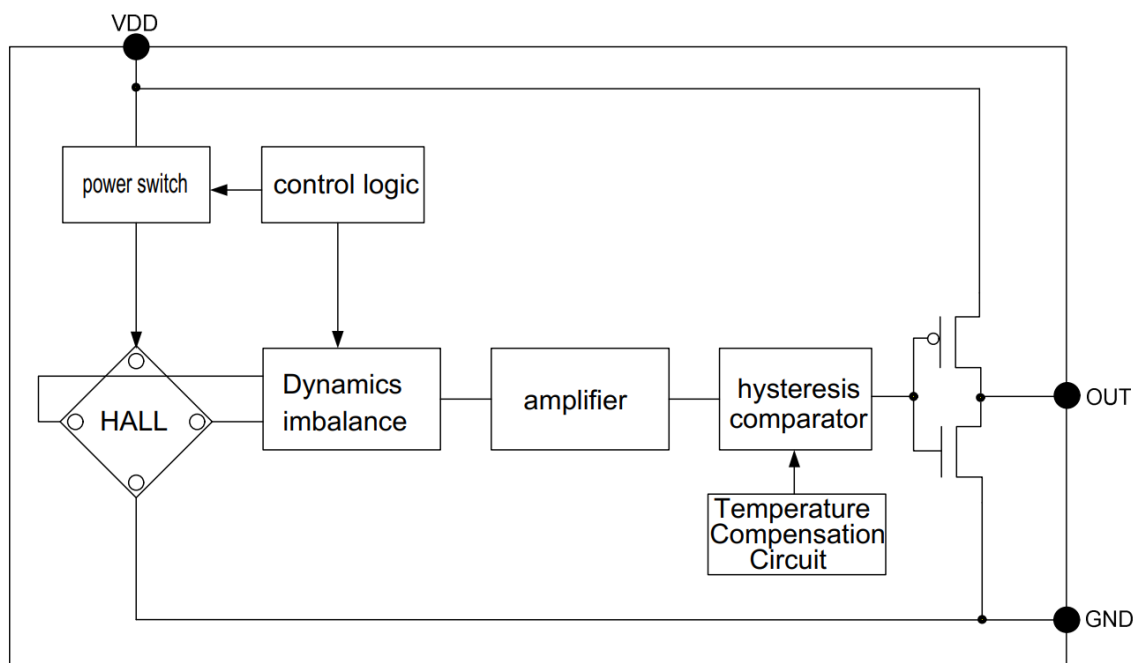 VDD
power switch
control logic
HALL
Dynamics
imbalance
amplifier
hysteresis
comparator
OUT
Temperature
Compensation
Circuit
GND